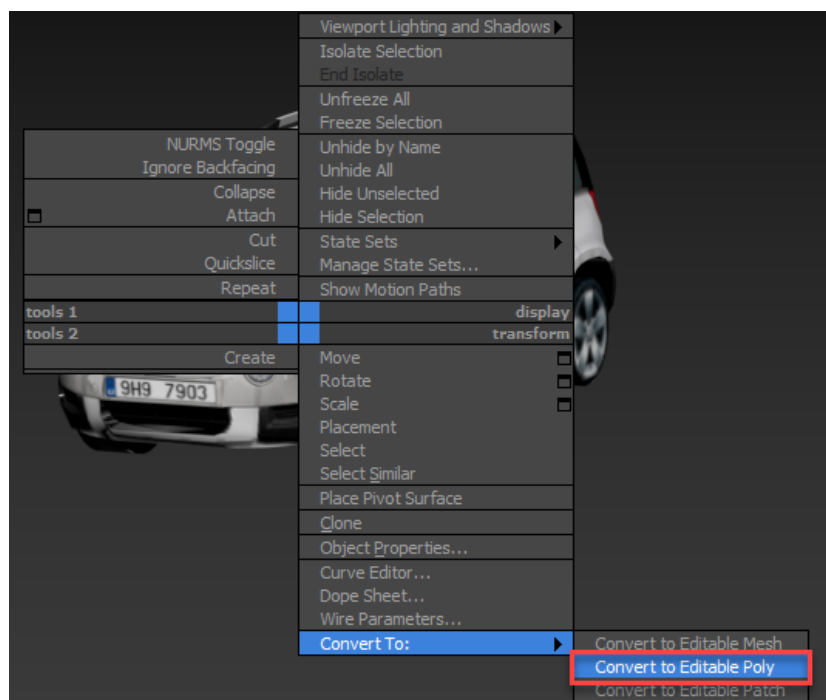 Viewport Lighting and Shadows
Isolate Selection
End Isolate
Unfreeze All
Freeze Selection
Unhide by Name
Unhide All
Hide Unselected
Hide Selection
State Sets
Manage State Sets...
Show Motion Paths
NURMS Toggle
Ignore Backfacing
Collapse
Attach
Cut
Quickslice
Repeat
tools 1
display
tools 2
transform
Create
Move
Rotate
Scale
Placement
Select
Select Similar
Place Pivot Surface
Clone
Object Properties...
Curve Editor...
Dope Sheet...
Wire Parameters...
Convert To:
Convert to Editable Mesh
Convert to Editable Poly
Convert to Editable Patch
9H9 7903